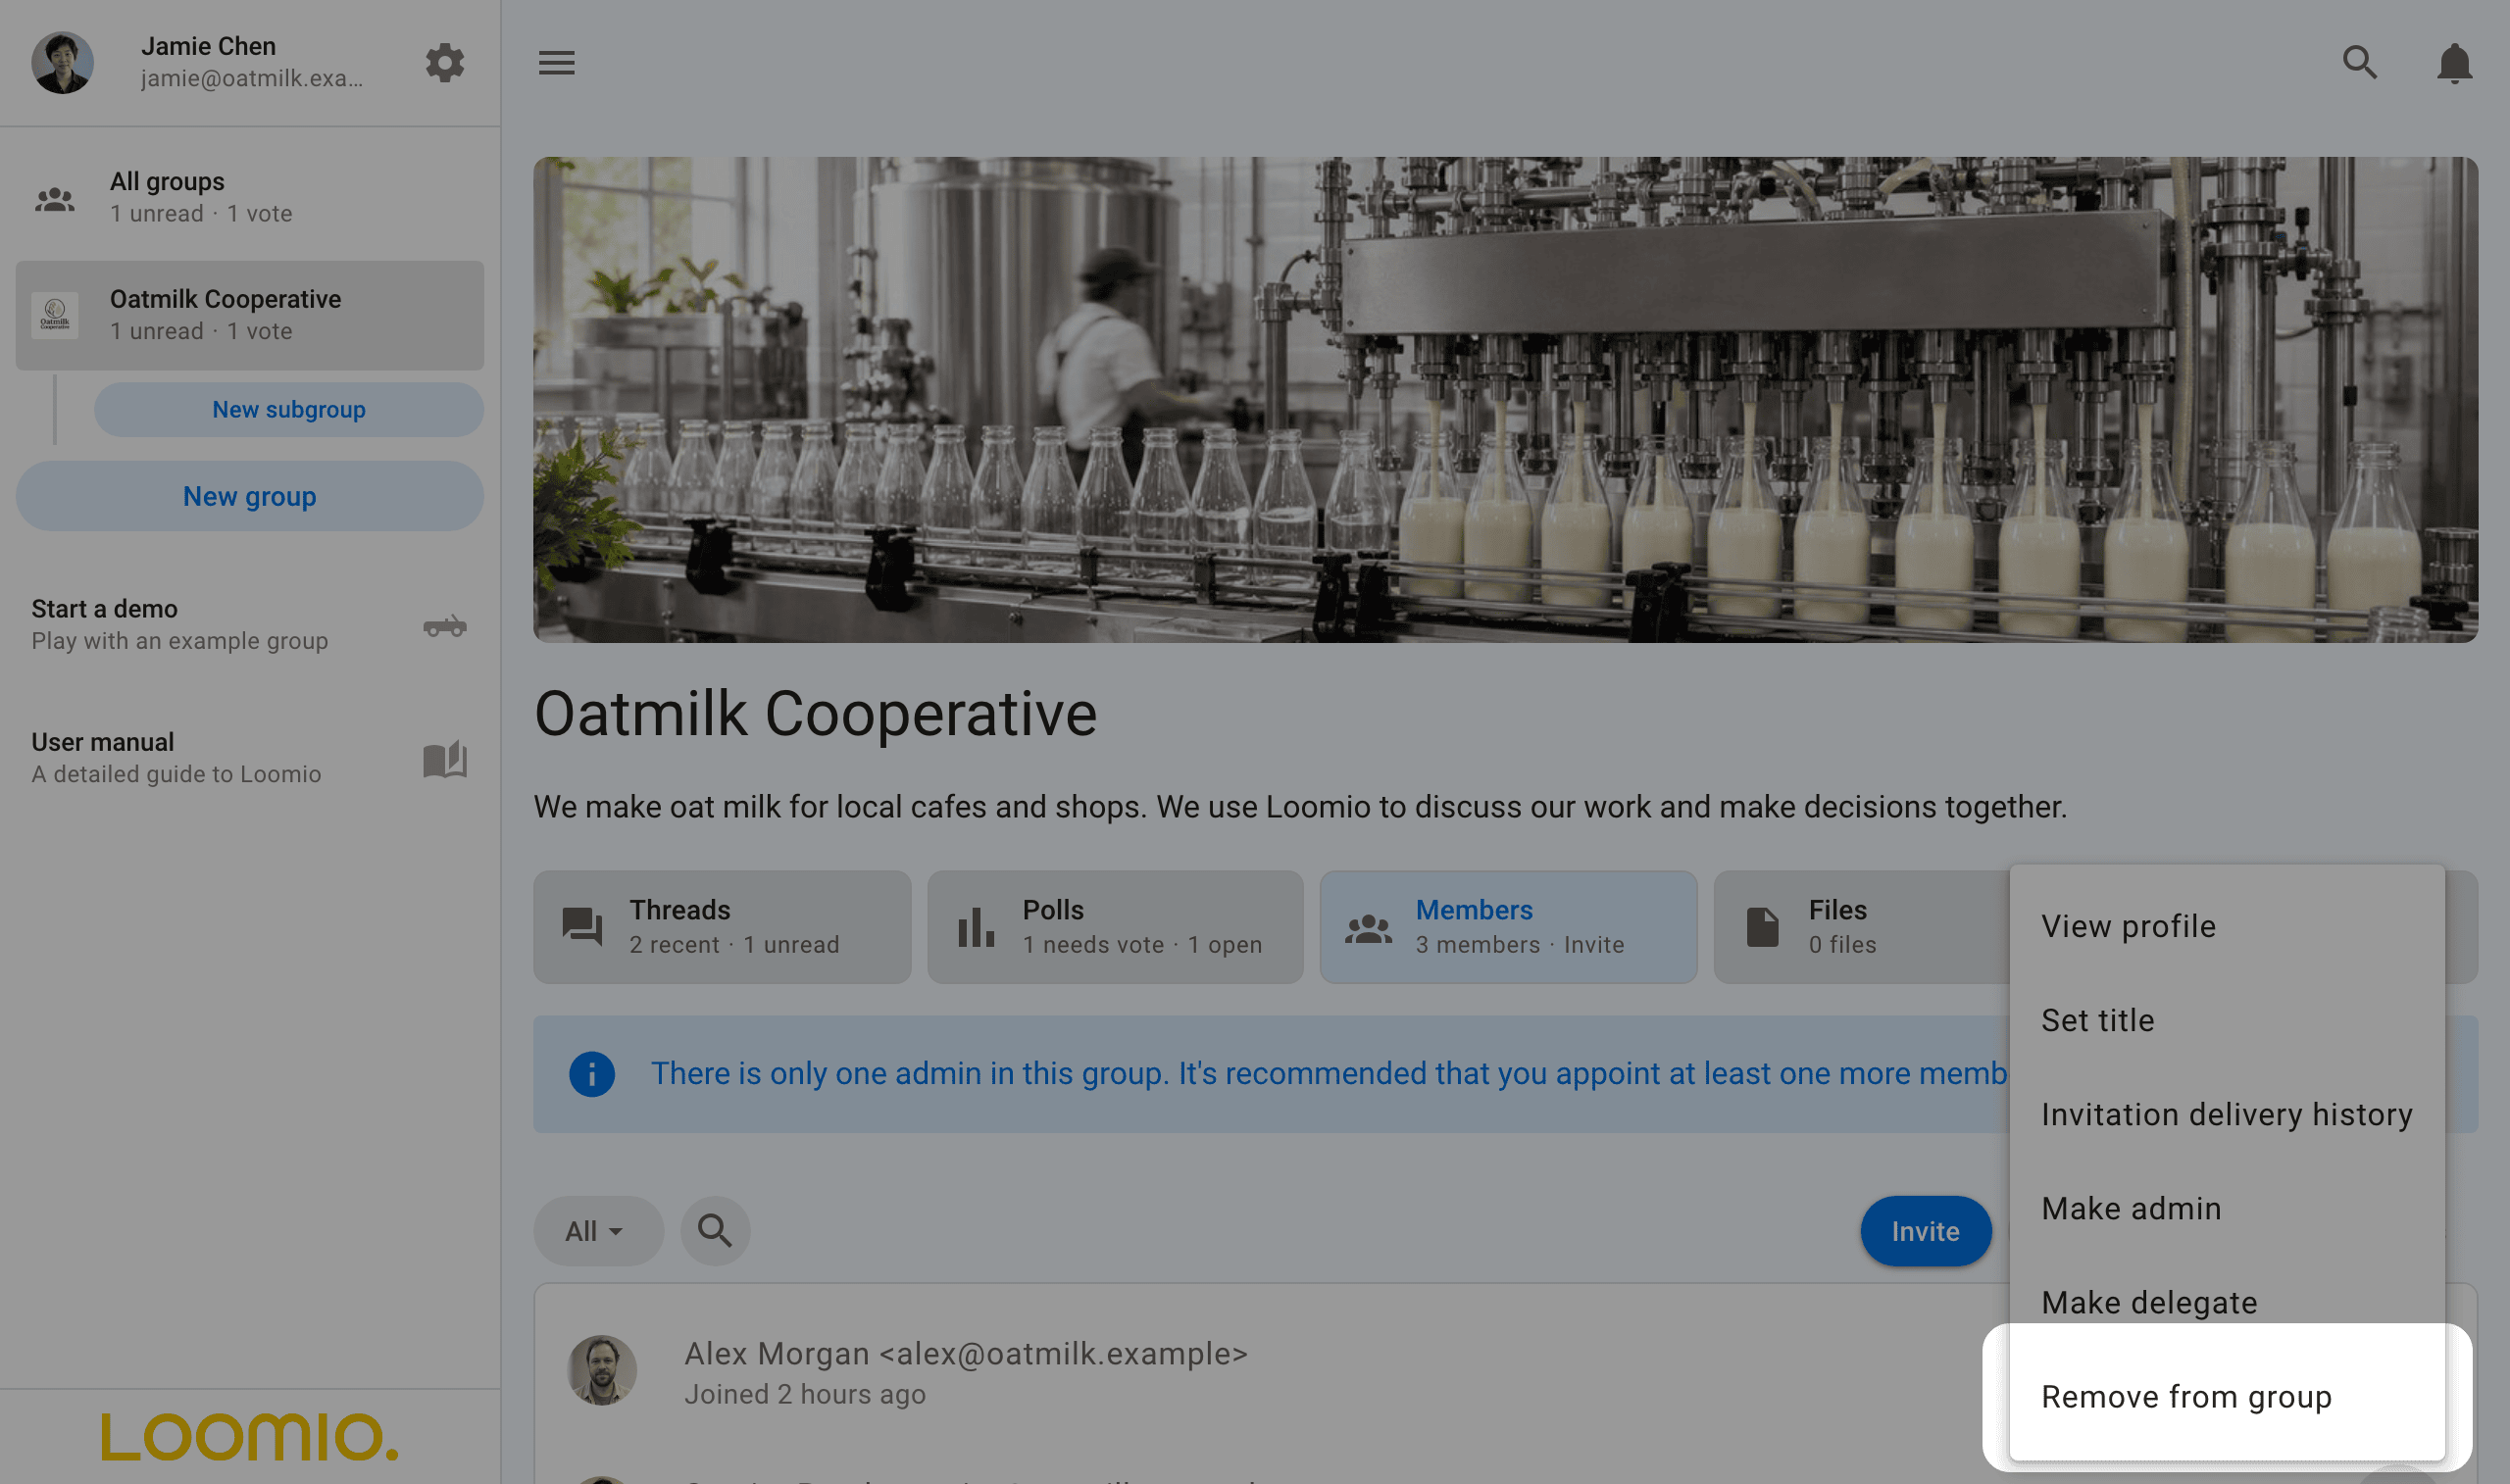 Jamie Chen
jamie@oatmilk.exa...
All groups
1 unread · 1 vote
Oatmilk Cooperative
Oatmilk Cooperative
1 unread · 1 vote
New subgroup
New group
Start a demo
Play with an example group
User manual
A detailed guide to Loomio
LOOMIO.
Oatmilk Cooperative
We make oat milk for local cafes and shops. We use Loomio to discuss our work and make decisions together.
Threads
2 recent · 1 unread
Polls
1 needs vote · 1 open
Members
3 members · Invite
Files
0 files
There is only one admin in this group. It's recommended that you appoint at least one more memb
All
Invite
Alex Morgan <alex@oatmilk.example>
Joined 2 hours ago
View profile
Set title
Invitation delivery history
Make admin
Make delegate
Remove from group